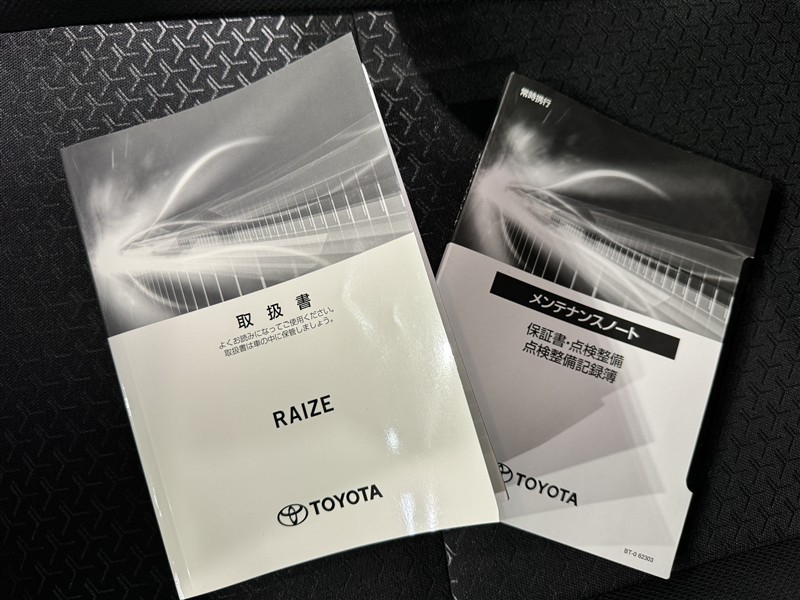 取扱書
よくお読みになってご使用ください。
取扱書は車の中に保管しましょう。
RAIZE
TOYOTA
常時携行
メンテナンスノート
保証書・点検整備
点検整備記録簿
TOYOTA
BT-0 62303